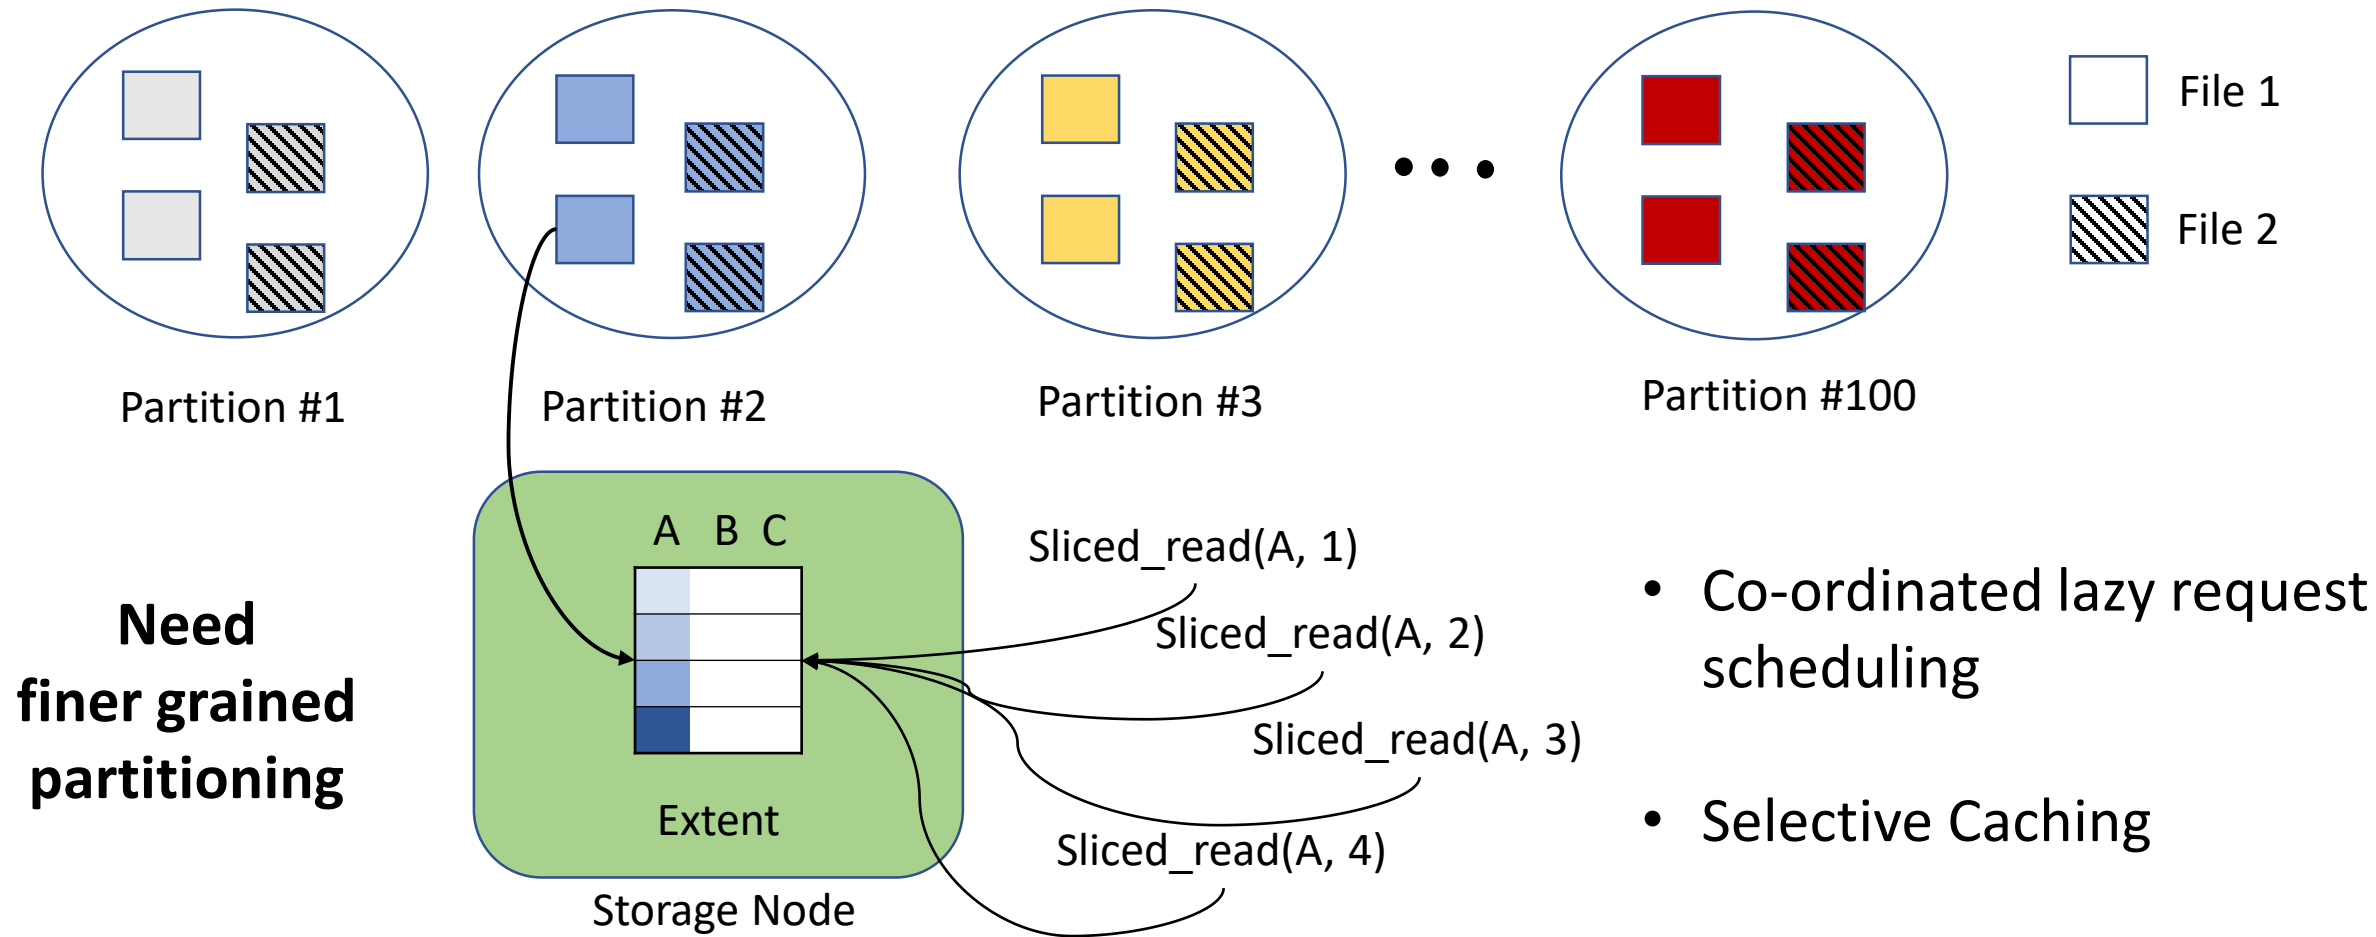 File 1
File 2
Partition #1
Partition #2
Partition #3
Partition #100
Need
finer grained
partitioning
A B C
Extent
Storage Node
Sliced_read(A, 1)
Sliced_read(A, 2)
Sliced_read(A, 3)
Sliced_read(A, 4)
• Co-ordinated lazy request
scheduling
• Selective Caching